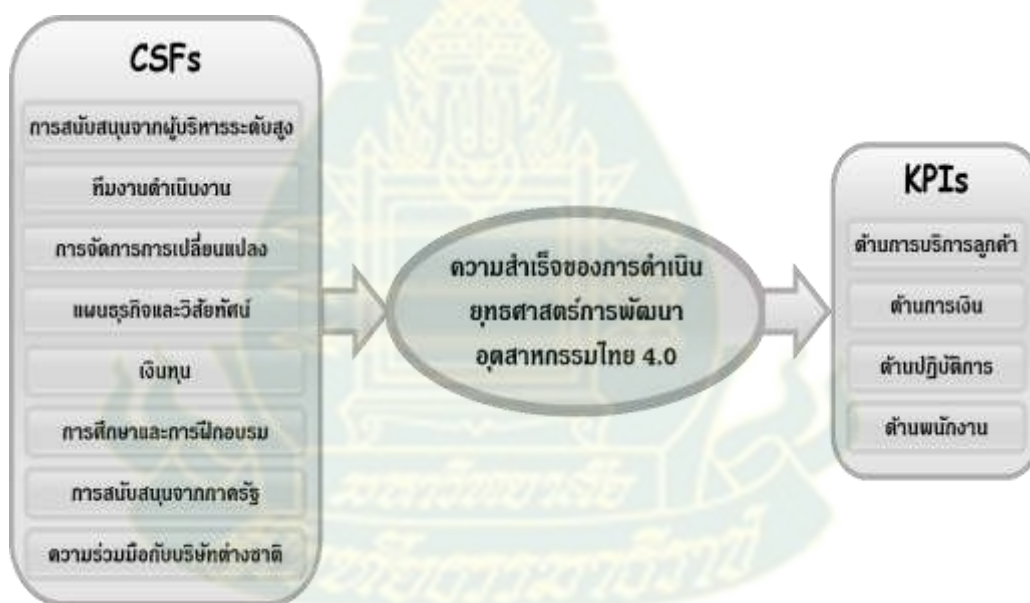 CSFs
การสนับสนุนจากผู้บริหารระดับสูง
ทีมงานดำเนินงาน
การจัดการการเปลี่ยนแปลง
แผนธุรกิจและวิสัยทัศน์
เงินทุน
การศึกษาและการฝึกอบรม
การสนับสนุนจากภาครัฐ
ความร่วมมือกับบริษัทต่างชาติ
ความสำเร็จของการดำเนิน
ยุทธศาสตร์การพัฒนา
อุตสาหกรรมไทย 4.0
KPIs
ด้านการบริการลูกค้า
ด้านการเงิน
ด้านปฏิบัติการ
ด้านพนักงาน